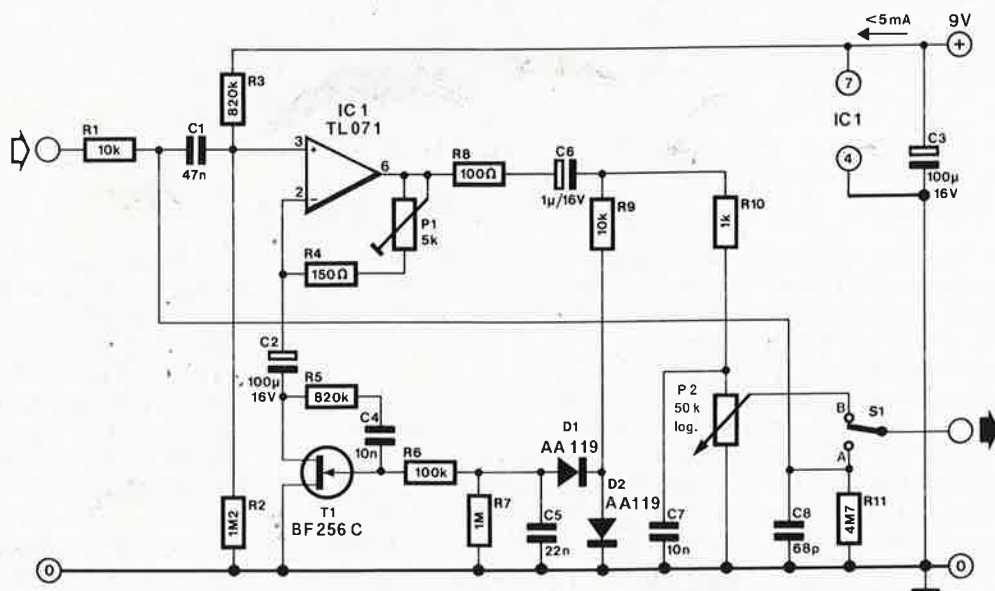 <5mA
9V
+
R3
820k
7
IC1
TL071
IC1
R1
10k
C1
47n
3
+
6
R8
100Ω
C6
1µ/16V
4
C3
100µ
16V
2
−
P1
5k
R9
10k
R10
1k
R4
150Ω
C2
100µ
16V
R5
820k
C4
10n
P2
50k
log.
B
S1
A
D1
AA119
R6
100k
D2
AA119
T1
BF256C
R2
1M2
R7
1M
C5
22n
C7
10n
C8
68p
R11
4M7
0
0